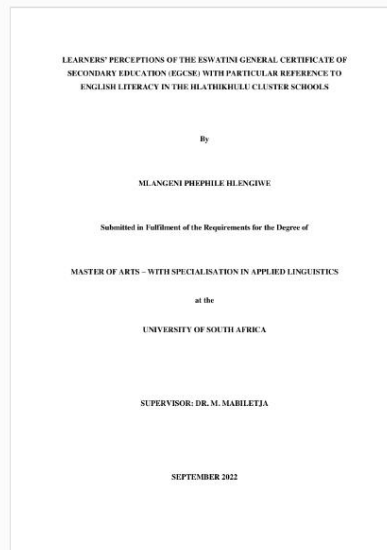 LEARNERS' PERCEPTIONS OF THE ESWATINI GENERAL CERTIFICATE OF
SECONDARY EDUCATION (EGCSE) WITH PARTICULAR REFERENCE TO
ENGLISH LITERACY IN THE HLATHIKHULU CLUSTER SCHOOLS
By
MLANGENI PHEPHILE HLENGIWE
Submitted in Fulfilment of the Requirements for the Degree of
MASTER OF ARTS – WITH SPECIALISATION IN APPLIED LINGUISTICS
at the
UNIVERSITY OF SOUTH AFRICA
SUPERVISOR: DR. M. MABILETJA
SEPTEMBER 2022